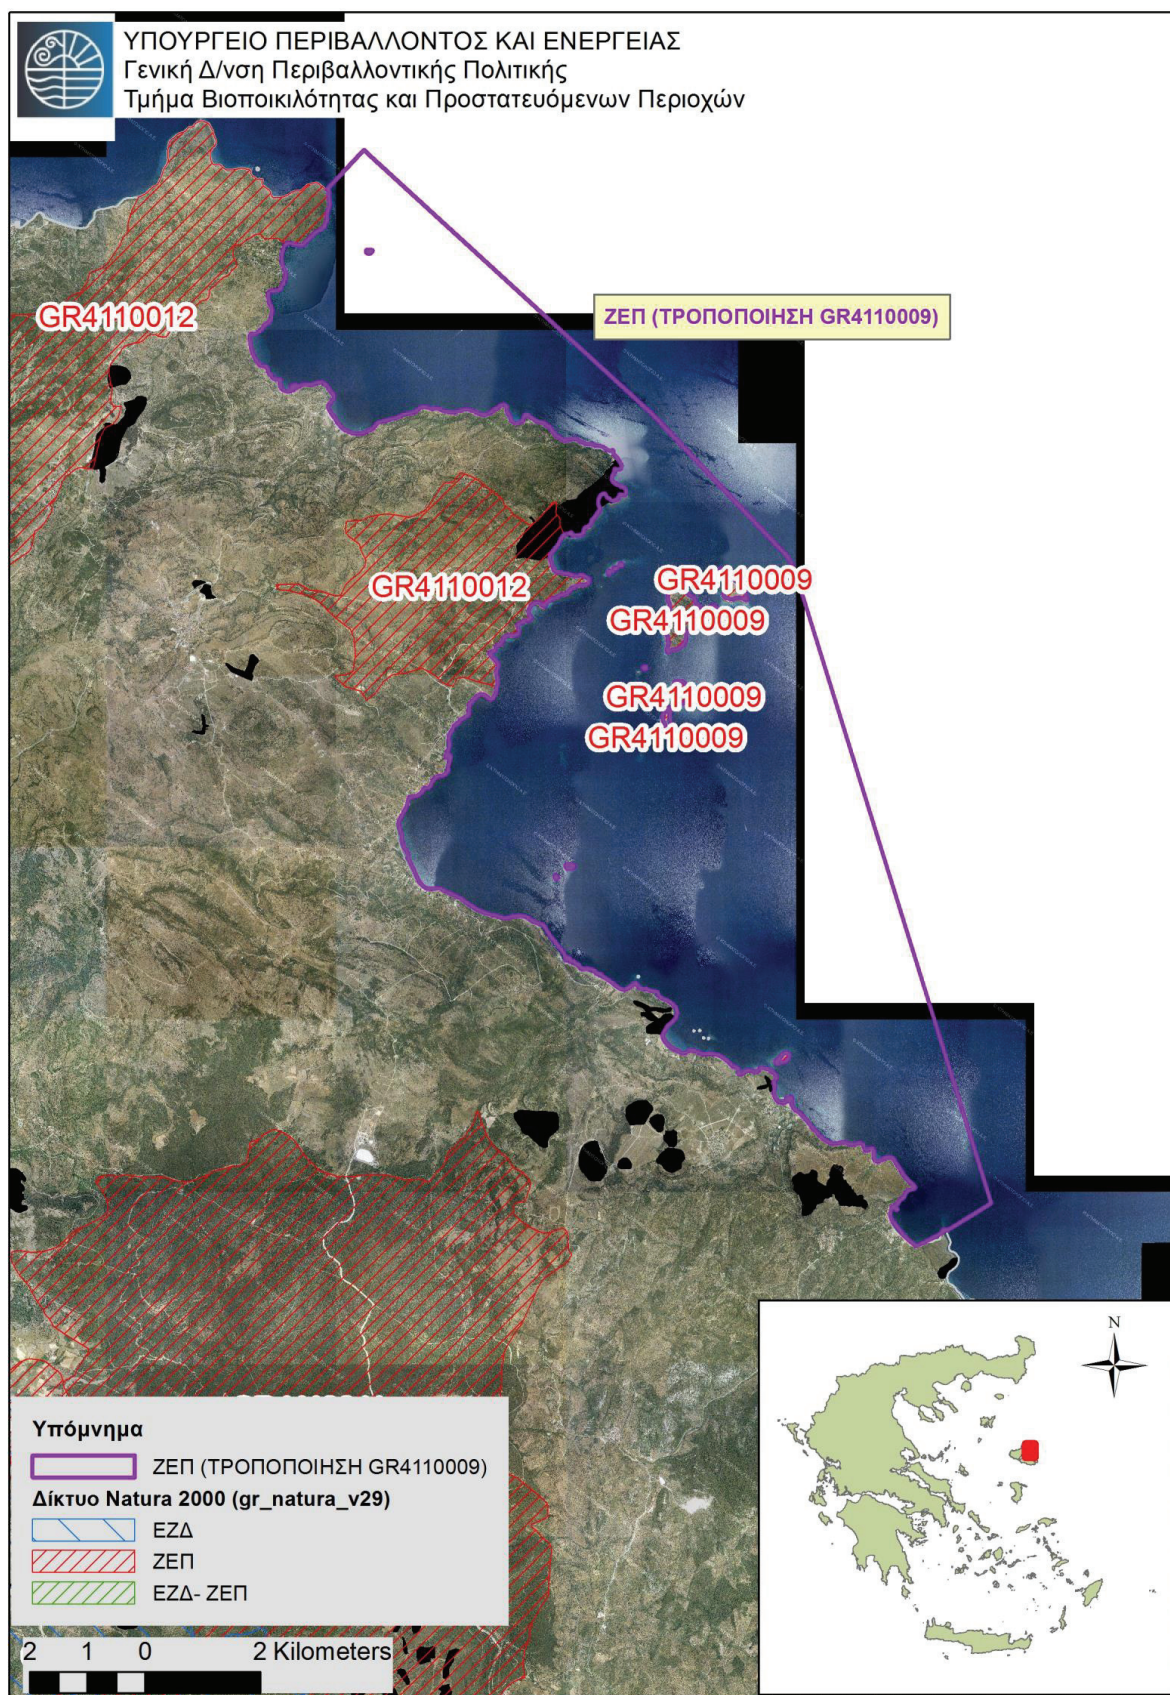 ΥΠΟΥΡΓΕΙΟ ΠΕΡΙΒΑΛΛΟΝΤΟΣ ΚΑΙ ΕΝΕΡΓΕΙΑΣ
Γενική Δ/νση Περιβαλλοντικής Πολιτικής
Τμήμα Βιοποικιλότητας και Προστατευόμενων Περιοχών
GR4110012
ΖΕΠ (ΤΡΟΠΟΠΟΙΗΣΗ GR4110009)
GR4110012
GR4110009
GR4110009
GR4110009
GR4110009
Υπόμνημα
ΖΕΠ (ΤΡΟΠΟΠΟΙΗΣΗ GR4110009)
Δίκτυο Natura 2000 (gr_natura_v29)
ΕΖΔ
ΖΕΠ
ΕΖΔ- ΖΕΠ
2 1 0 2 Kilometers
N